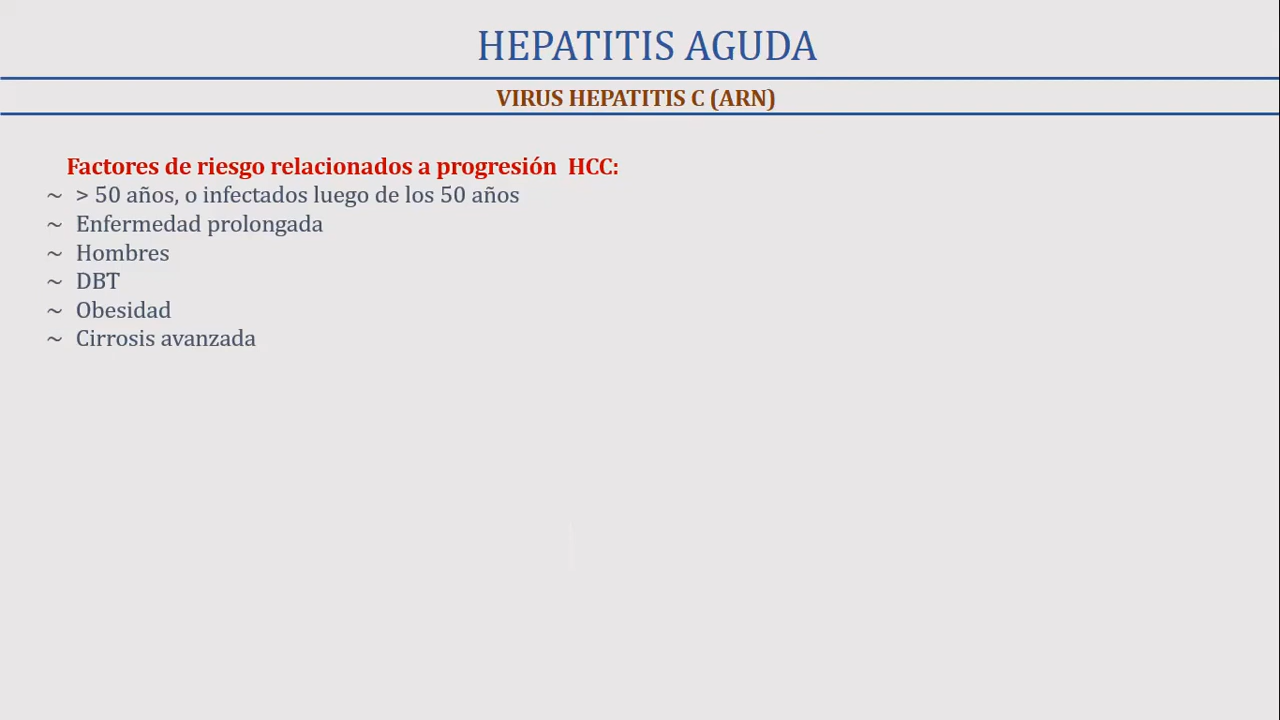 HEPATITIS AGUDA
VIRUS HEPATITIS C (ARN)
Factores de riesgo relacionados a progresión HCC:
~ > 50 años, o infectados luego de los 50 años
~ Enfermedad prolongada
~ Hombres
~ DBT
~ Obesidad
~ Cirrosis avanzada